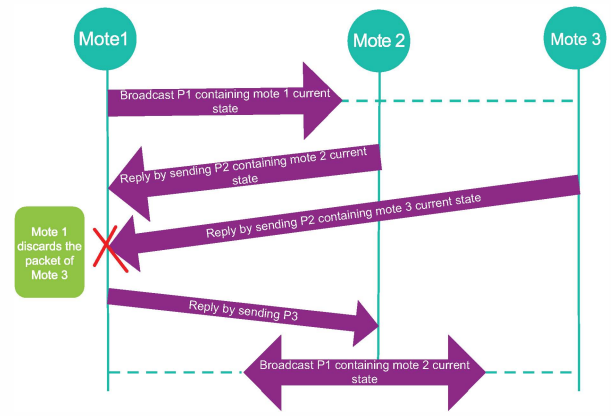 Mote1
Mote 2
Mote 3
Broadcast P1 containing mote 1 current
state
Reply by sending P2 containing mote 2 current
state
Reply by sending P2 containing mote 3 current state
Mote 1
discards the
packet of
Mote 3
Reply by sending P3
Broadcast P1 containing mote 2 current
state